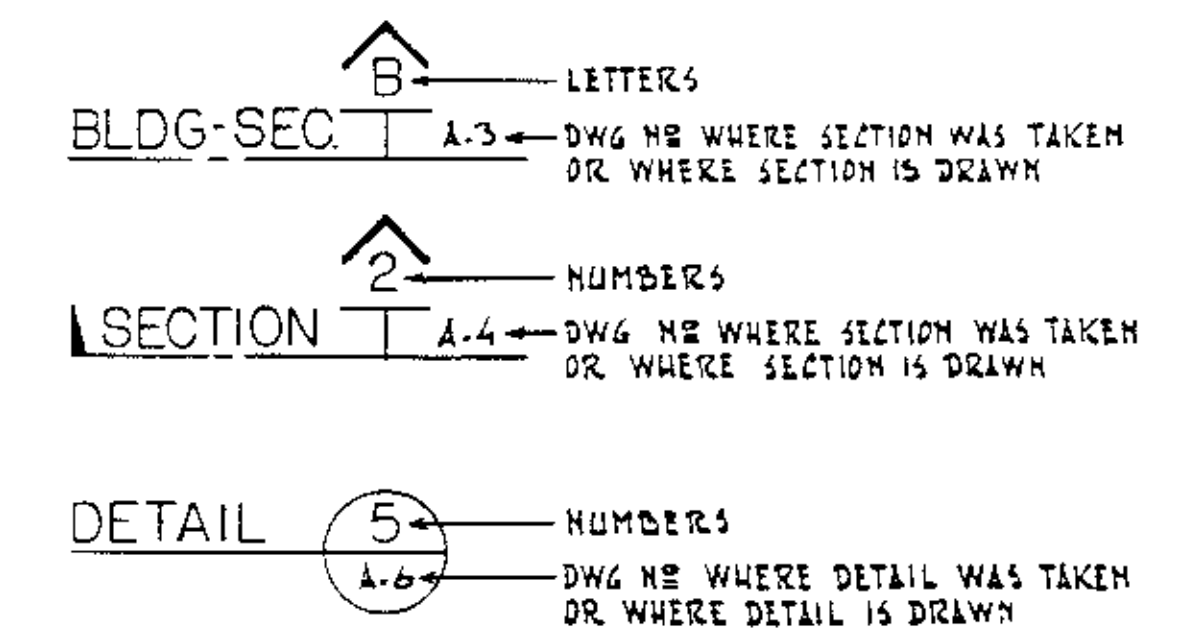 B LETTERS
BLDG-SEC. A.3 DWG Nº WHERE SECTION WAS TAKEN
OR WHERE SECTION IS DRAWN
2 NUMBERS
SECTION A.4 DWG Nº WHERE SECTION WAS TAKEN
OR WHERE SECTION IS DRAWN
DETAIL 5 NUMBERS
A.6 DWG Nº WHERE DETAIL WAS TAKEN
OR WHERE DETAIL IS DRAWN